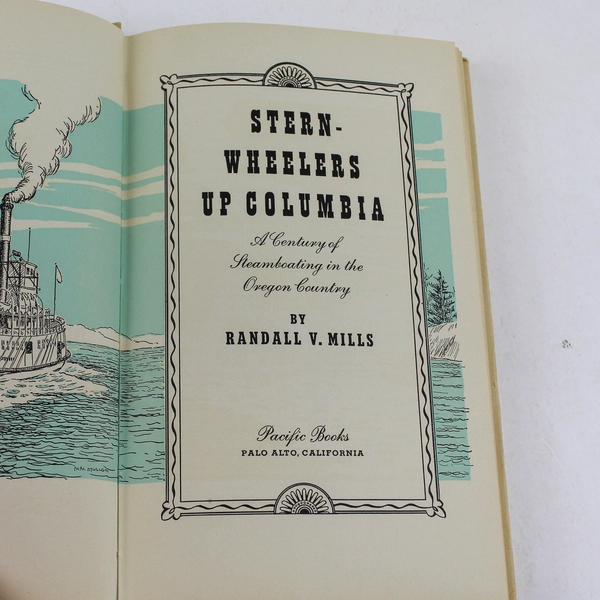 STERN-
WHEELERS
UP COLUMBIA
A Century of
Steamboating in the
Oregon Country
BY
RANDALL V. MILLS
Pacific Books
PALO ALTO, CALIFORNIA